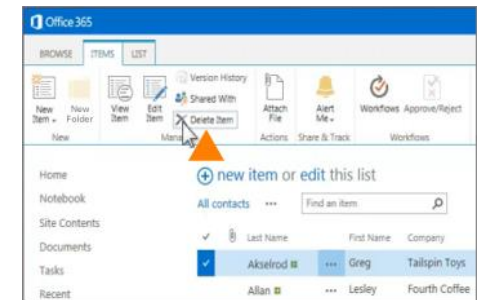 Office 365
BROWSE ITEMS LIST
Version History
Shared With
Delete Item
New Item
New Folder
View Item
Edit Item
Attach File
Alert Me
Workflows
Approve/Reject
New
Mana
Actions
Share & Track
Workflows
Home
Notebook
Site Contents
Documents
Tasks
Recent
new item or edit this list
All contacts ••• Find an item
Last Name First Name Company
Akselrod ••• Greg Tailspin Toys
Allan ••• Lesley Fourth Coffee